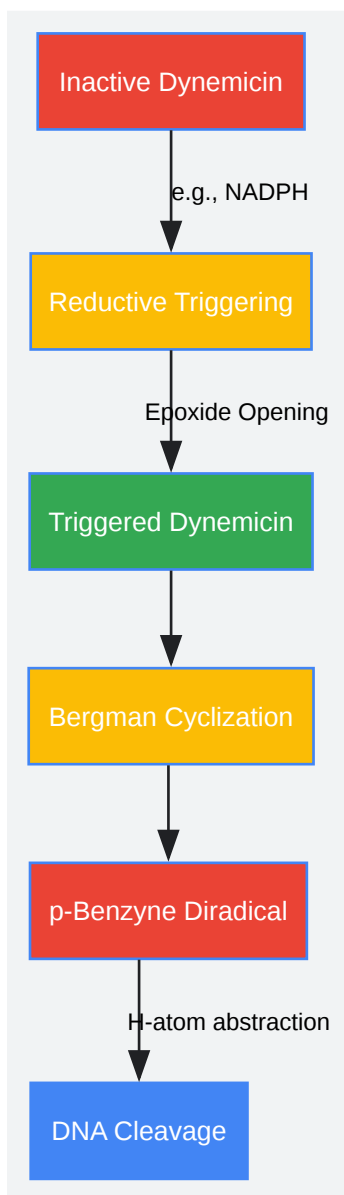 Inactive Dynemicin
e.g., NADPH
Reductive Triggering
Epoxide Opening
Triggered Dynemicin
Bergman Cyclization
p-Benzyne Diradical
H-atom abstraction
DNA Cleavage